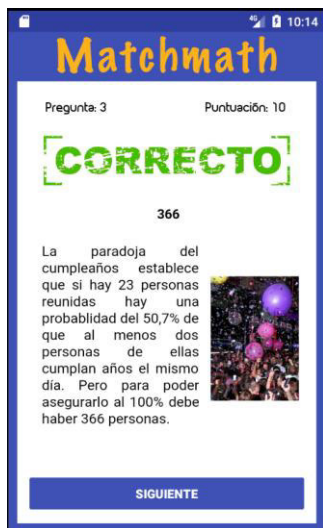 4G 10:14
Matchmath
Pregunta: 3 Puntuación: 10
CORRECTO
366
La paradoja del
cumpleaños establece
que si hay 23 personas
reunidas hay una
probablidad del 50,7% de
que al menos dos
personas de ellas
cumplan años el mismo
día. Pero para poder
asegurarlo al 100% debe
haber 366 personas.
SIGUIENTE